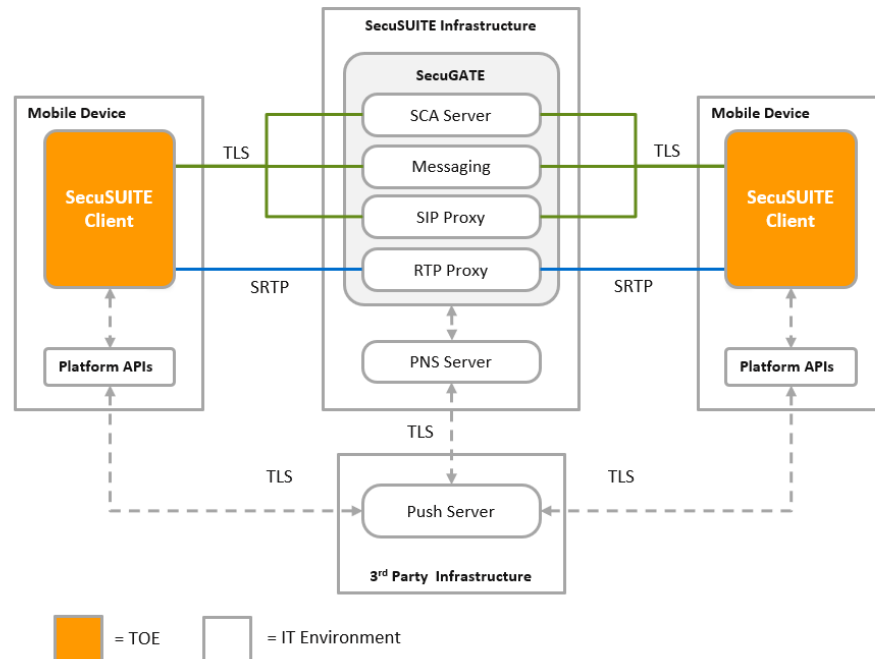 SecuSUITE Infrastructure
SecuGATE
Mobile Device
SCA Server
Mobile Device
TLS
Messaging
TLS
SecuSUITE
Client
SIP Proxy
SecuSUITE
Client
RTP Proxy
SRTP
SRTP
Platform APIs
PNS Server
Platform APIs
TLS
TLS
TLS
Push Server
3rd Party Infrastructure
= TOE
= IT Environment